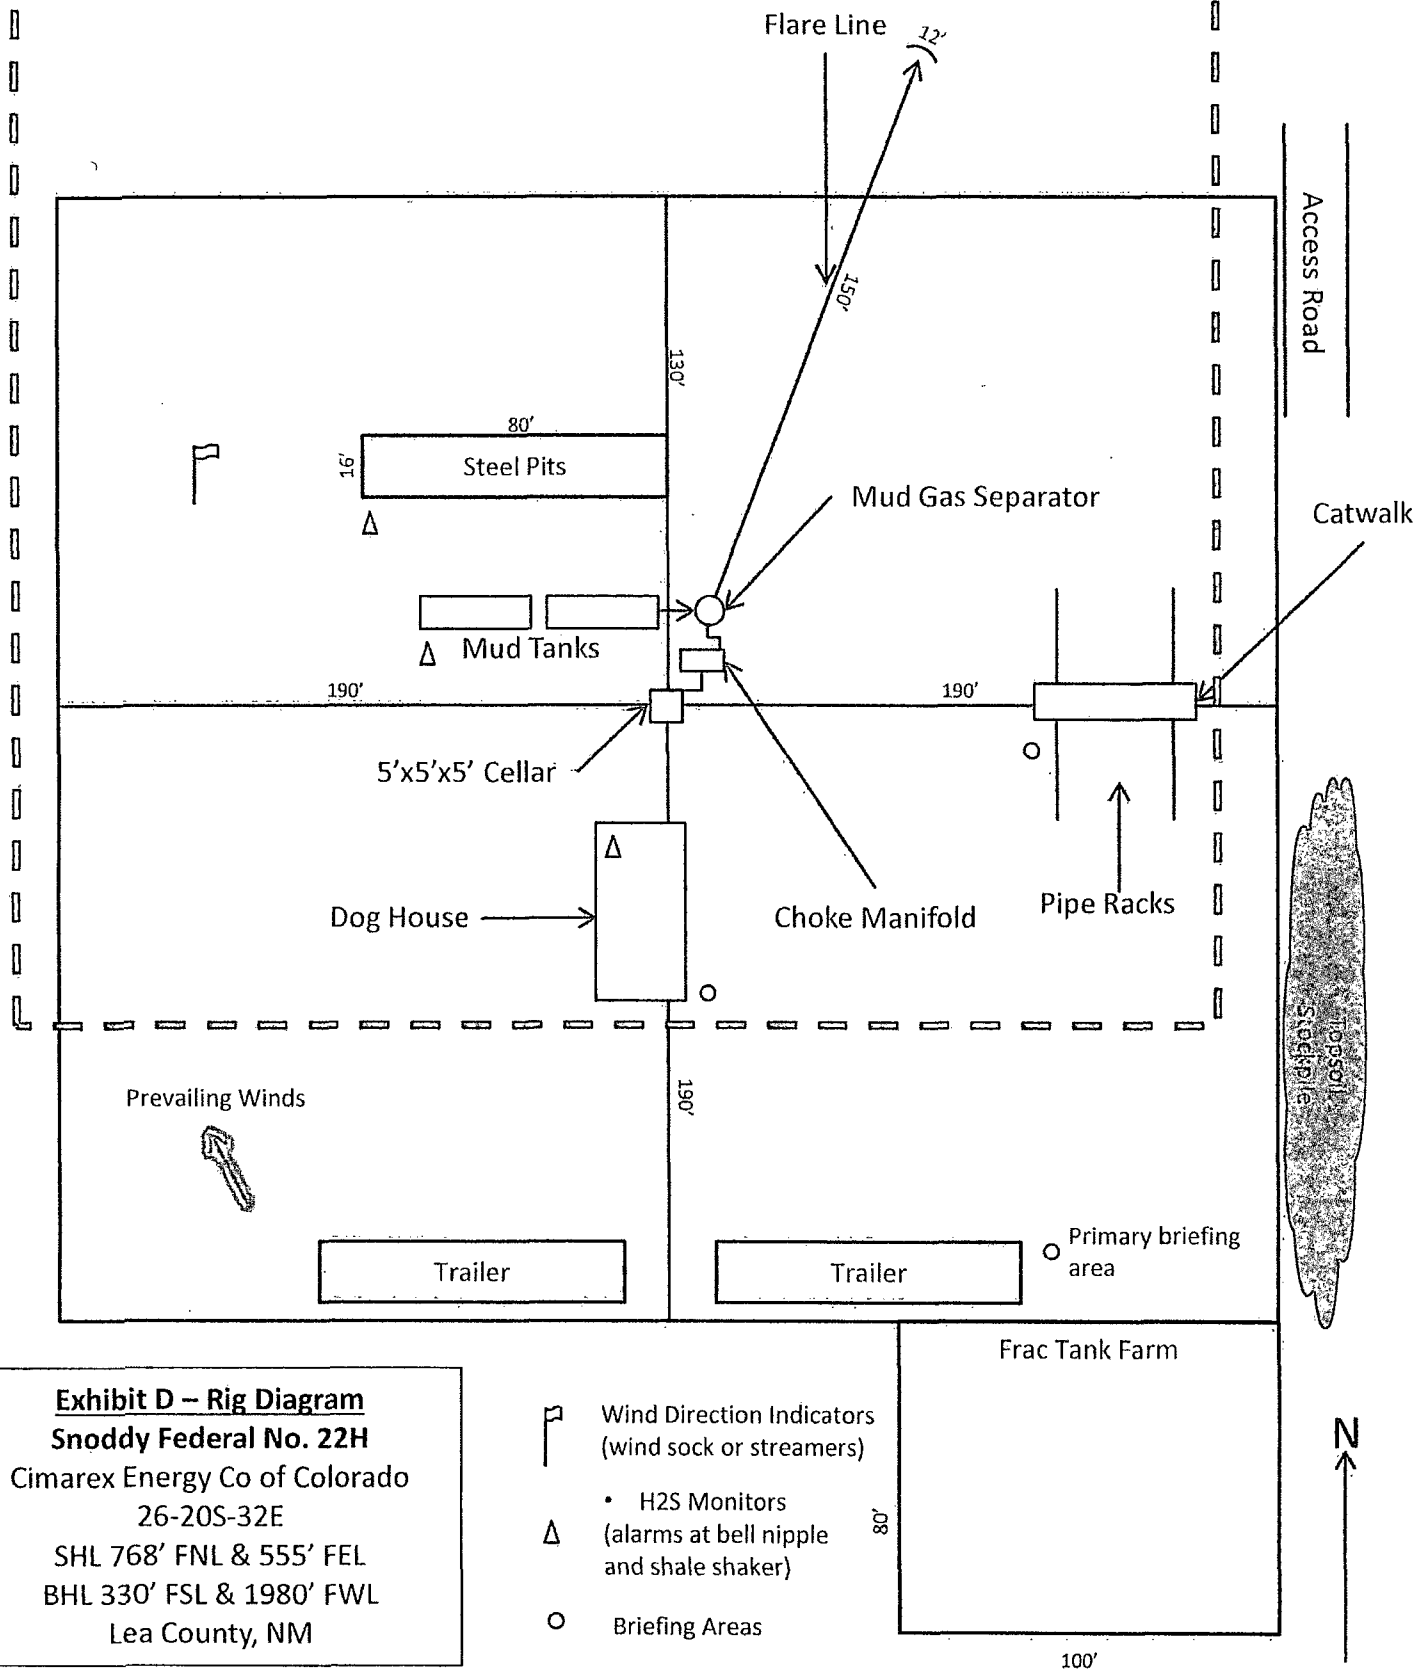 Flare Line
12'
Access Road
150'
130'
80'
16'
Steel Pits
Mud Gas Separator
Catwalk
Mud Tanks
190'
190'
5'x5'x5' Cellar
Dog House
Choke Manifold
Pipe Racks
Topsoil
Stockpile
190'
Prevailing Winds
Primary briefing
area
Trailer
Trailer
Frac Tank Farm
Exhibit D – Rig Diagram
Snoddy Federal No. 22H
Cimarex Energy Co of Colorado
26-20S-32E
SHL 768' FNL & 555' FEL
BHL 330' FSL & 1980' FWL
Lea County, NM
Wind Direction Indicators
(wind sock or streamers)
• H2S Monitors
(alarms at bell nipple
and shale shaker)
Briefing Areas
80'
N
100'